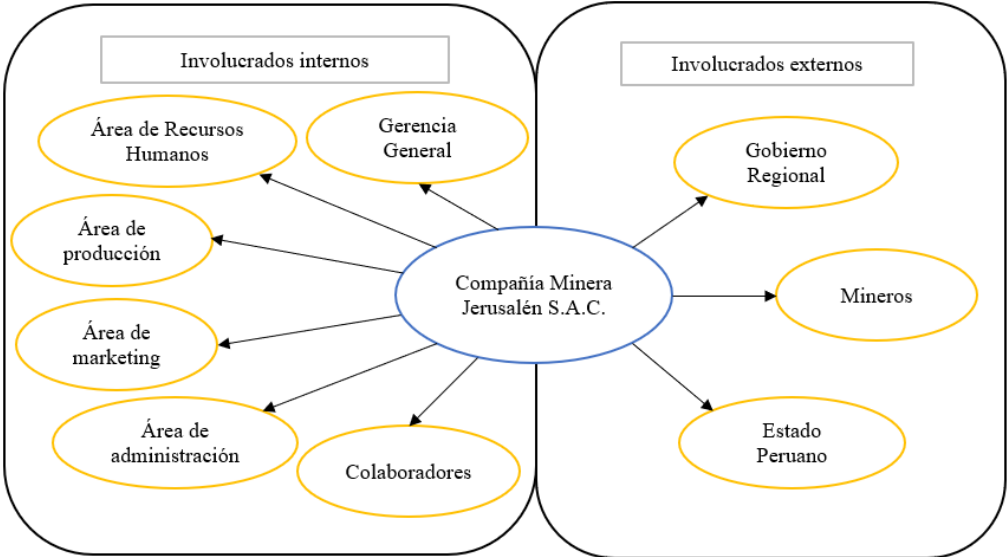 Involucrados internos
Involucrados externos
Área de Recursos
Humanos
Gerencia
General
Gobierno
Regional
Área de
producción
Compañía Minera
Jerusalén S.A.C.
Mineros
Área de
marketing
Área de
administración
Colaboradores
Estado
Peruano